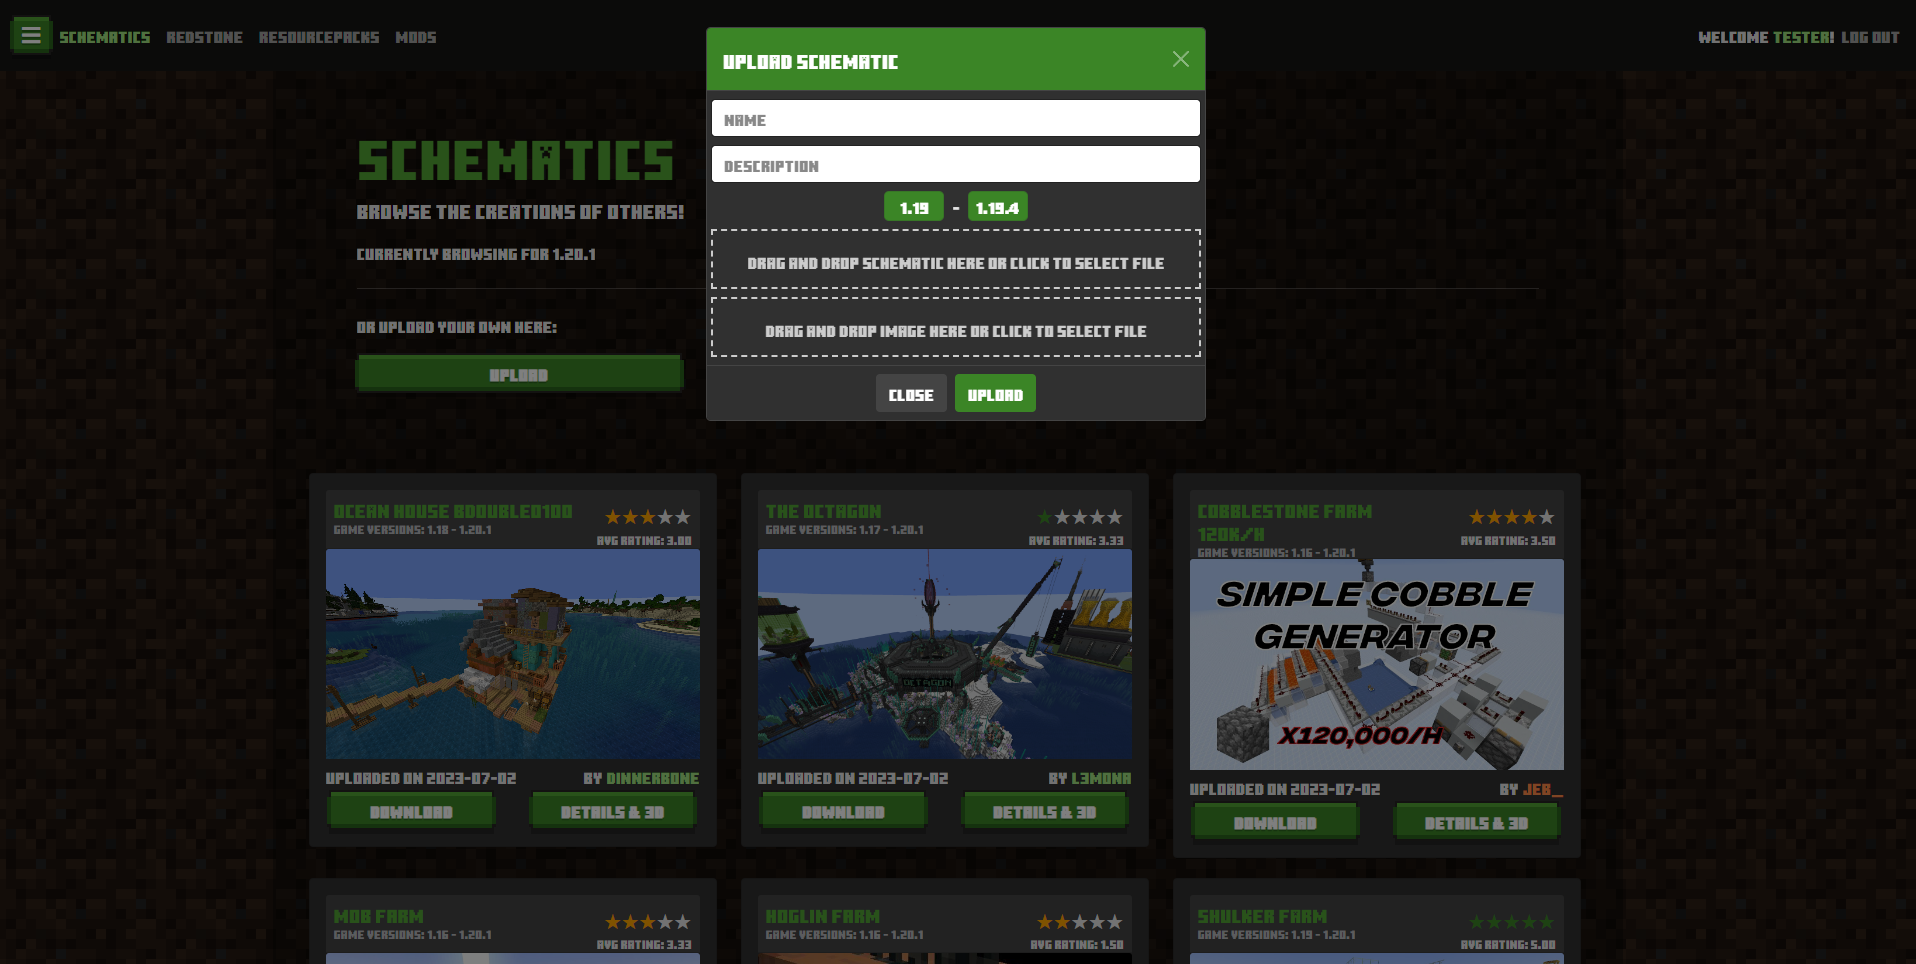 SCHEMATICS REDSTONE RESOURCEPACKS MODS
WELCOME TESTER! LOG OUT
UPLOAD SCHEMATIC
NAME
DESCRIPTION
1.19 - 1.19.4
DRAG AND DROP SCHEMATIC HERE OR CLICK TO SELECT FILE
DRAG AND DROP IMAGE HERE OR CLICK TO SELECT FILE
CLOSE UPLOAD
SCHEMATICS
BROWSE THE CREATIONS OF OTHERS!
CURRENTLY BROWSING FOR 1.20.1
OR UPLOAD YOUR OWN HERE:
UPLOAD
OCEAN HOUSE BDOUBLEO100
GAME VERSIONS: 1.18 - 1.20.1
AVG RATING: 3.00
UPLOADED ON 2023-07-02
BY DINNERBONE
DOWNLOAD
DETAILS & 3D
THE OCTAGON
GAME VERSIONS: 1.17 - 1.20.1
AVG RATING: 3.33
OCTAGON
UPLOADED ON 2023-07-02
BY L3MONA
DOWNLOAD
DETAILS & 3D
COBBLESTONE FARM
120K/H
GAME VERSIONS: 1.16 - 1.20.1
AVG RATING: 3.50
SIMPLE COBBLE
GENERATOR
X120,000/H
UPLOADED ON 2023-07-02
BY JEB_
DOWNLOAD
DETAILS & 3D
MOB FARM
GAME VERSIONS: 1.16 - 1.20.1
AVG RATING: 3.33
HOGLIN FARM
GAME VERSIONS: 1.16 - 1.20.1
AVG RATING: 1.50
SHULKER FARM
GAME VERSIONS: 1.19 - 1.20.1
AVG RATING: 5.00